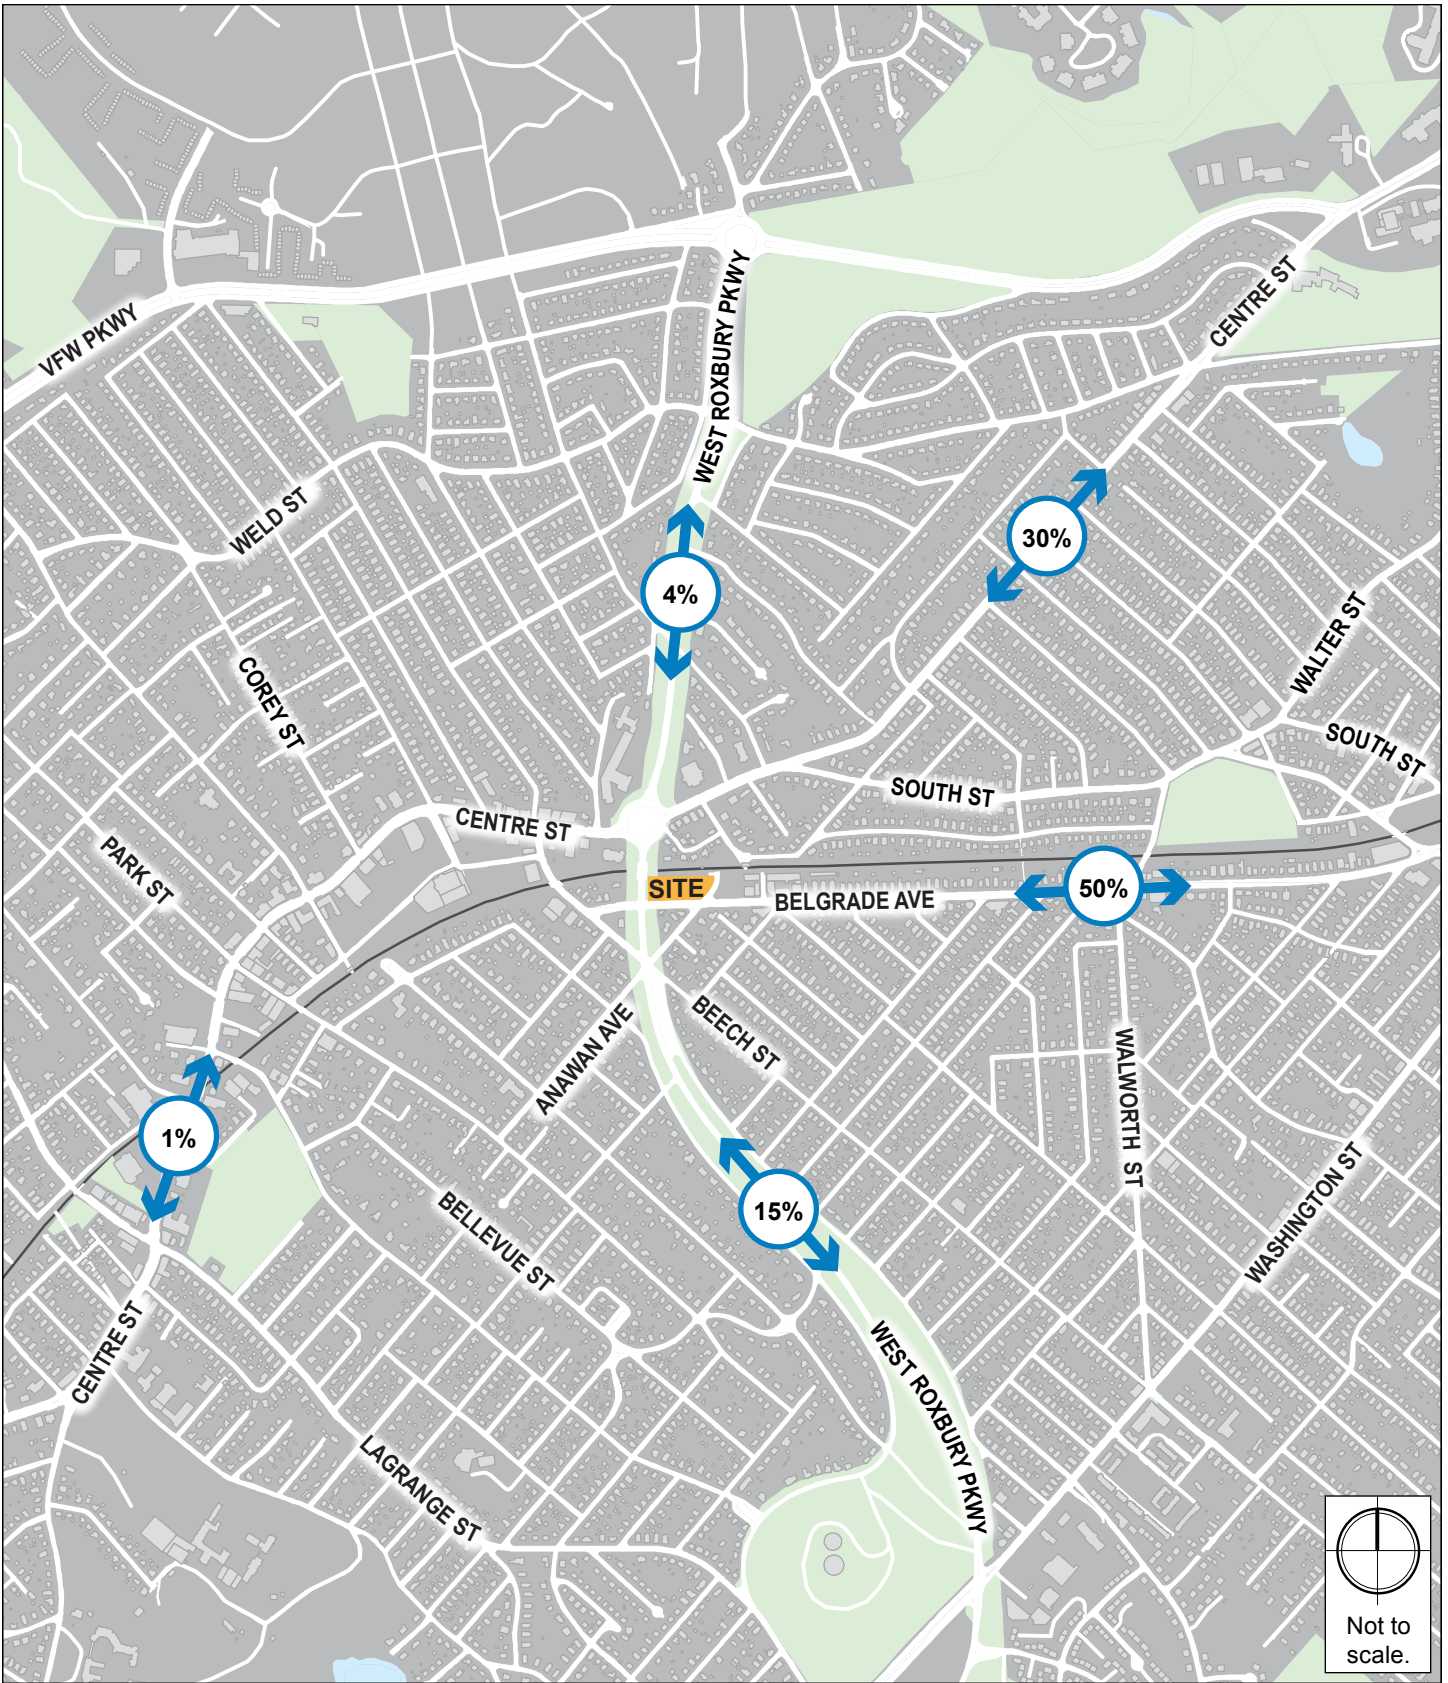 WEST ROXBURY PKWY
CENTRE ST
VFW PKWY
WELD ST
30%
4%
WALTER ST
COREY ST
SOUTH ST
SOUTH ST
CENTRE ST
PARK ST
SITE
BELGRADE AVE
50%
ANAWAN AVE
BEECH ST
WALWORTH ST
1%
15%
BELLEVUE ST
WASHINGTON ST
CENTRE ST
WEST ROXBURY PKWY
LAGRANGE ST
Not to
scale.